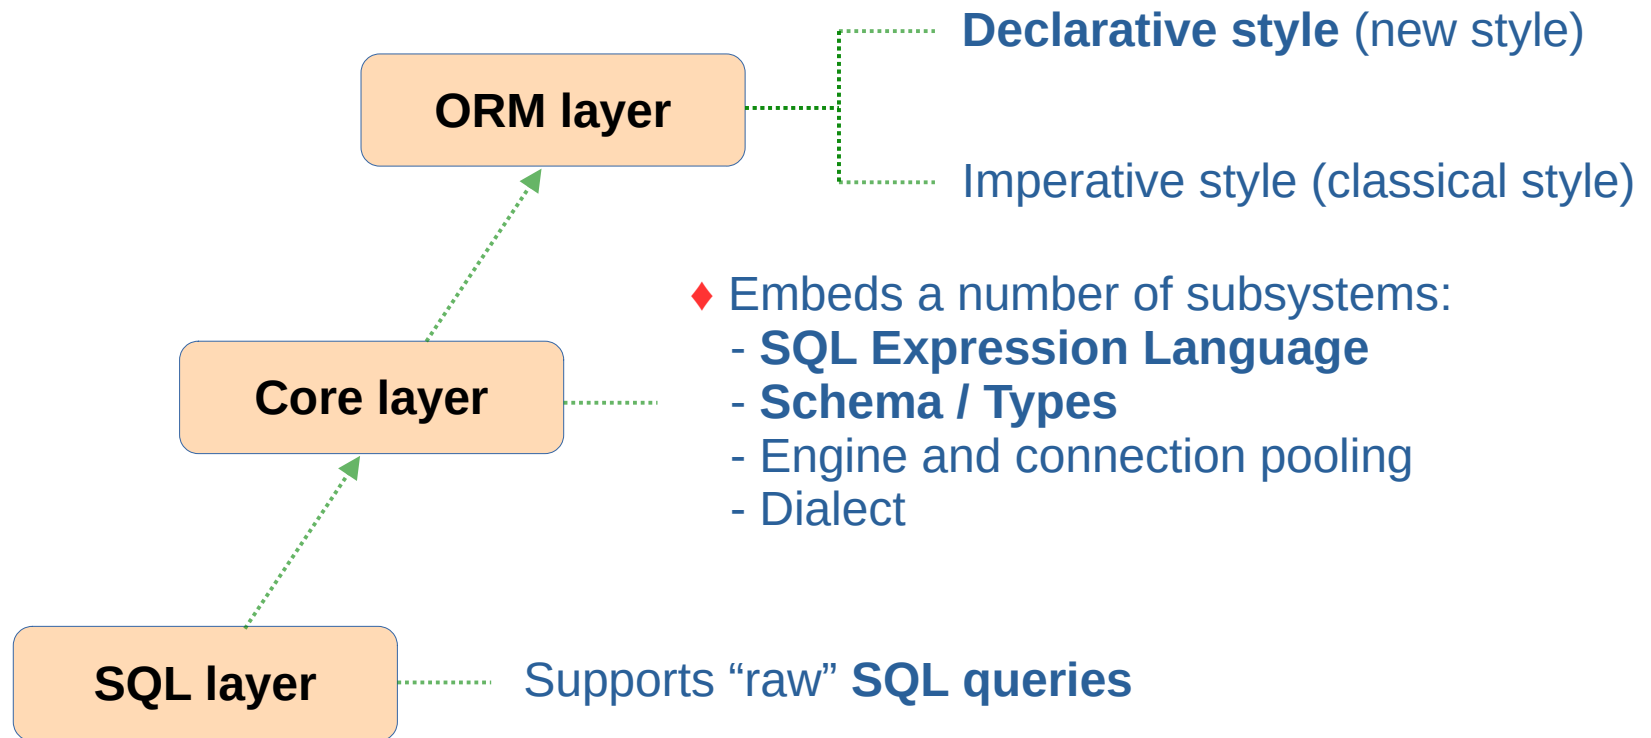 Declarative style (new style)
ORM layer
Imperative style (classical style)
♦ Embeds a number of subsystems:
- SQL Expression Language
- Schema / Types
- Engine and connection pooling
- Dialect
Core layer
SQL layer
Supports “raw” SQL queries